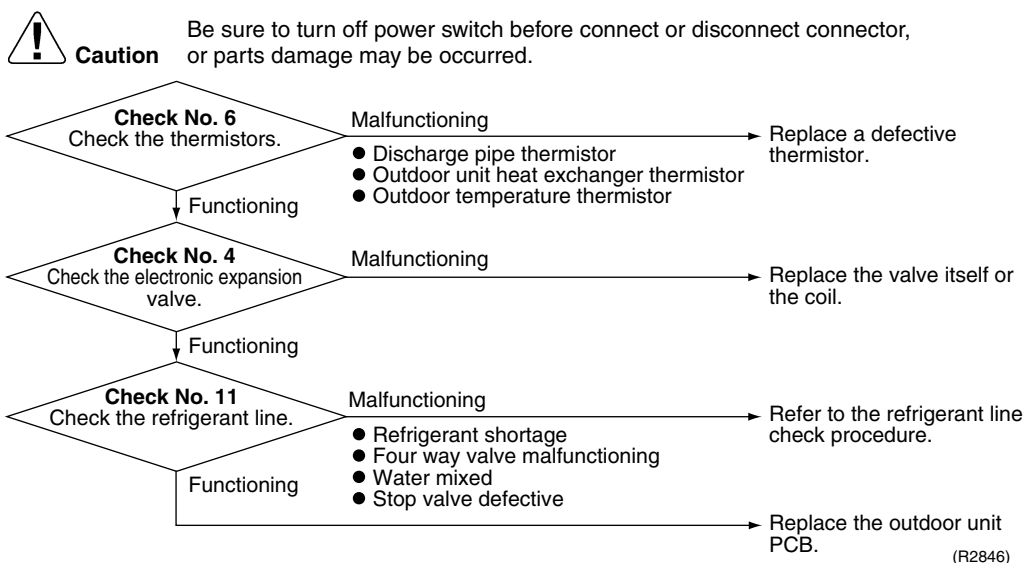 Be sure to turn off power switch before connect or disconnect connector,
Caution or parts damage may be occurred.
Check No. 6
Check the thermistors.
Malfunctioning
● Discharge pipe thermistor
● Outdoor unit heat exchanger thermistor
● Outdoor temperature thermistor
Replace a defective
thermistor.
Functioning
Check No. 4
Check the electronic expansion
valve.
Malfunctioning
Replace the valve itself or
the coil.
Functioning
Check No. 11
Check the refrigerant line.
Malfunctioning
● Refrigerant shortage
● Four way valve malfunctioning
● Water mixed
● Stop valve defective
Refer to the refrigerant line
check procedure.
Functioning
Replace the outdoor unit
PCB.
(R2846)